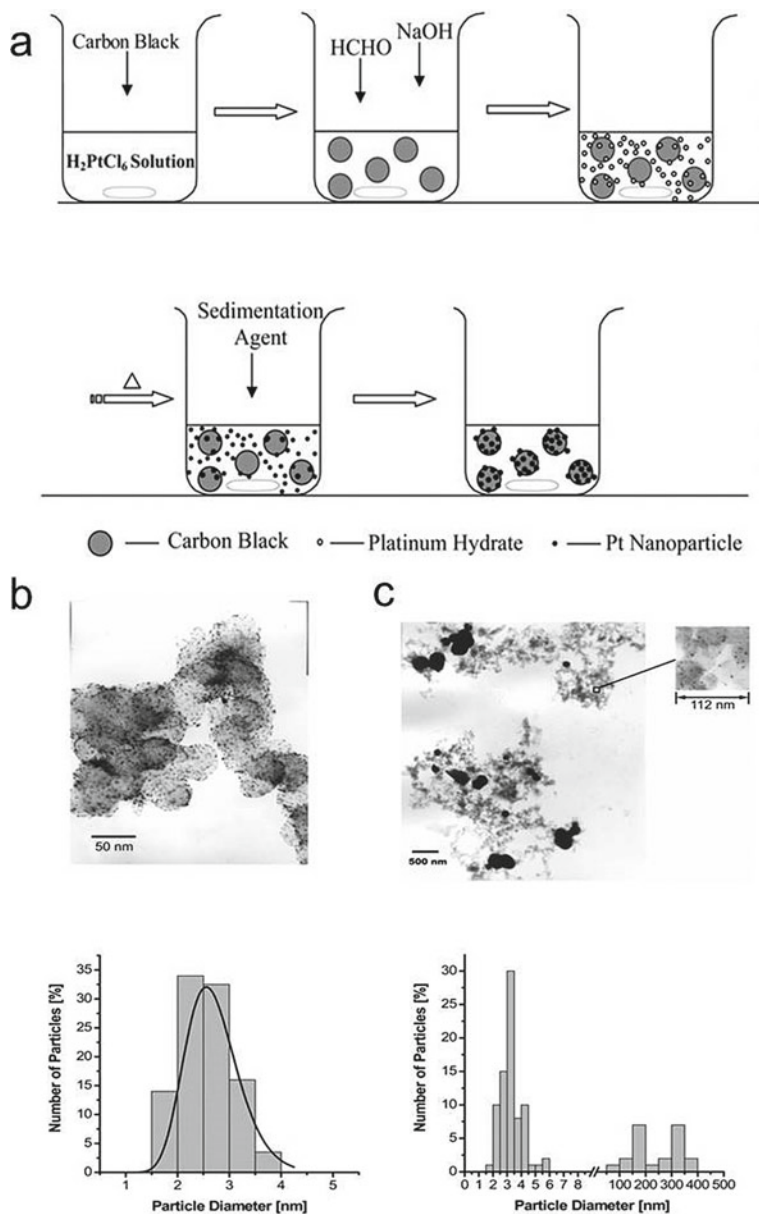 a
Carbon Black
H₂PtCl₆ Solution
HCHO
NaOH
△
Sedimentation
Agent
Carbon Black
Platinum Hydrate
Pt Nanoparticle
b
50 nm
c
112 nm
500 nm
Number of Particles [%]
35
30
25
20
15
10
5
0
1 2 3 4 5
Particle Diameter [nm]
Number of Particles [%]
30
25
20
15
10
5
0
0 1 2 3 4 5 6 7 8 100 200 300 400 500
Particle Diameter [nm]